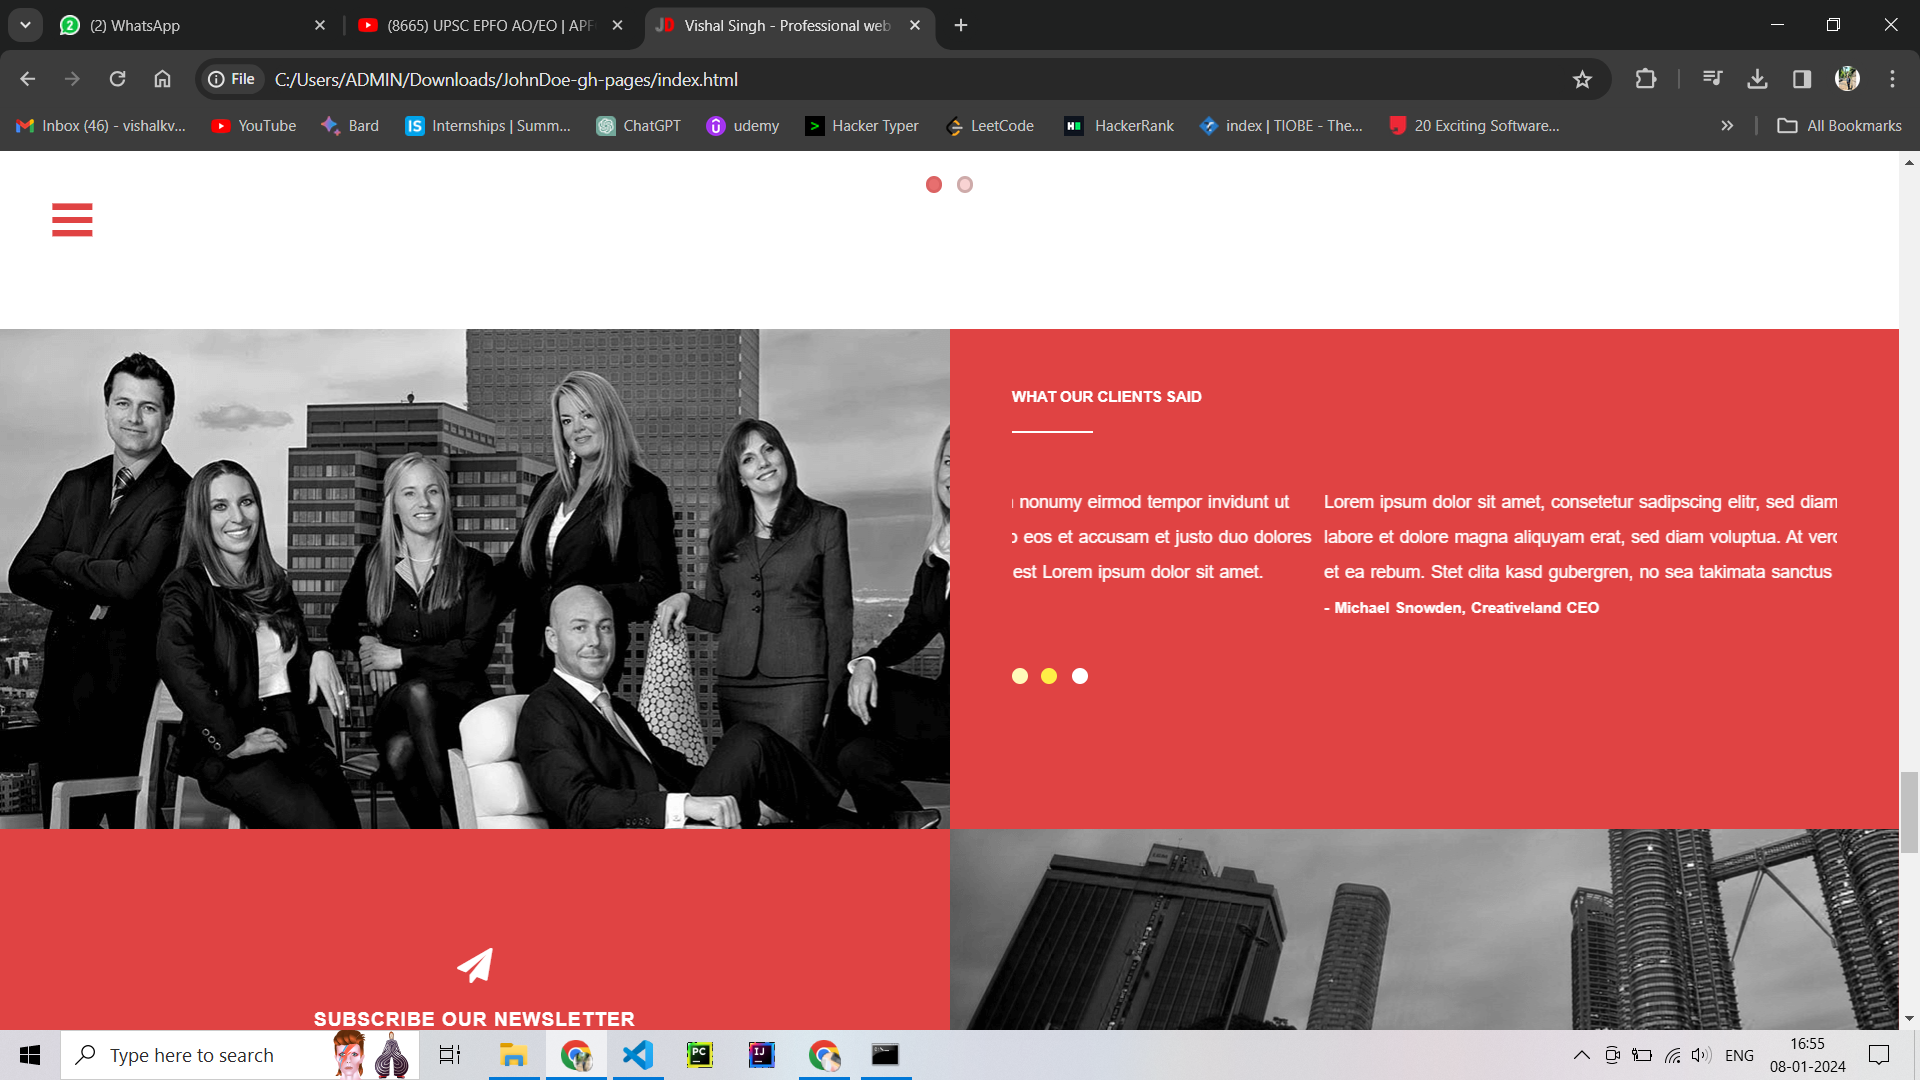 (2) WhatsApp
(8665) UPSC EPFO AO/EO | APF
JD Vishal Singh - Professional web
File C:/Users/ADMIN/Downloads/JohnDoe-gh-pages/index.html
Inbox (46) - vishalkv... YouTube Bard Internships | Summ... ChatGPT udemy Hacker Typer LeetCode HackerRank index | TIOBE - The... 20 Exciting Software... » All Bookmarks
WHAT OUR CLIENTS SAID
nonumy eirmod tempor invidunt ut
eos et accusam et justo duo dolores
est Lorem ipsum dolor sit amet.
Lorem ipsum dolor sit amet, consetetur sadipscing elitr, sed diam
labore et dolore magna aliquyam erat, sed diam voluptua. At
et ea rebum. Stet clita kasd gubergren, no sea takimata sanctus
- Michael Snowden, Creativeland CEO
SUBSCRIBE OUR NEWSLETTER
Type here to search
ENG
16:55
08-01-2024